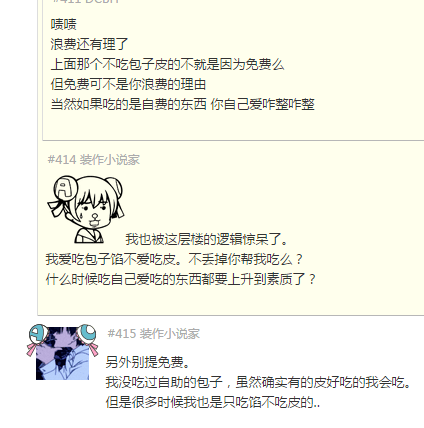 #411 DCBH
啧啧
浪费还有理了
上面那个不吃包子皮的不就是因为免费么
但免费可不是你浪费的理由
当然如果吃的是自费的东西 你自己爱咋整咋整
#414 装作小说家
A
我也被这层楼的逻辑惊呆了。
我爱吃包子馅不爱吃皮。不丢掉你帮我吃么？
什么时候吃自己爱吃的东西都要上升到素质了？
#415 装作小说家
另外别提免费。
我没吃过自助的包子，虽然确实有的皮好吃的我会吃。
但是很多时候我也是只吃馅不吃皮的..